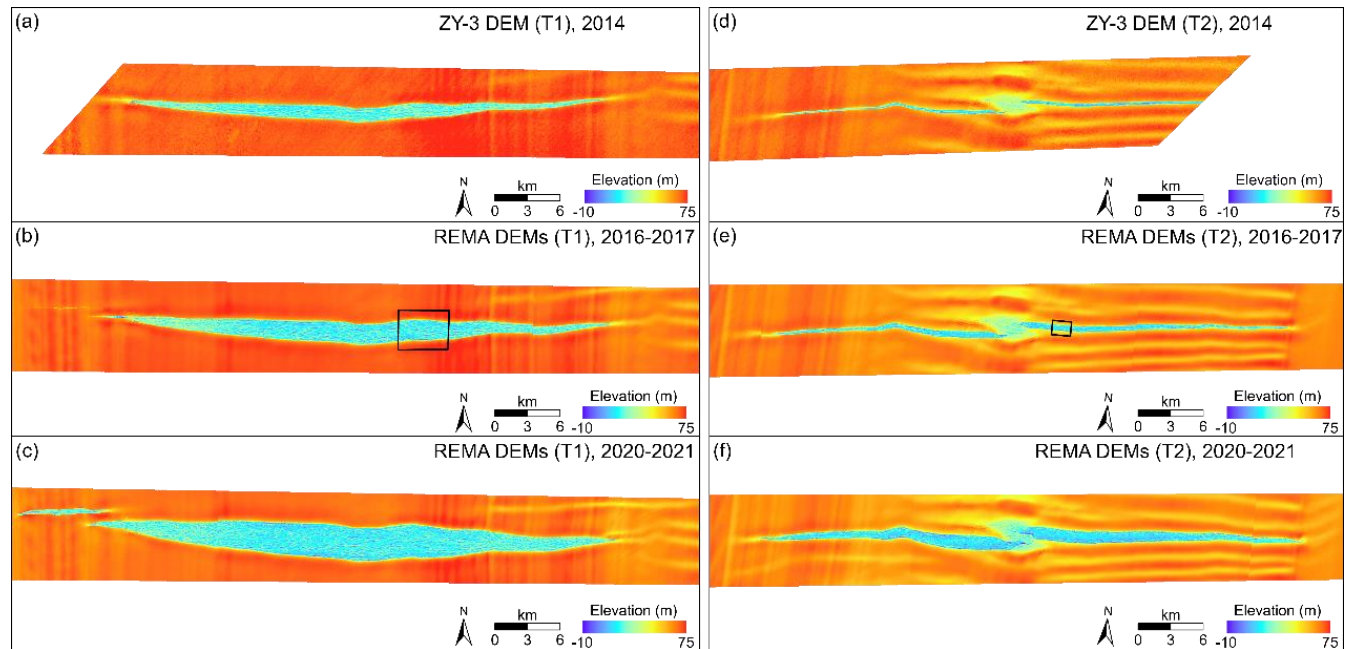 (a) ZY-3 DEM (T1), 2014
N km Elevation (m)
0 3 6 -10 75
(b) REMA DEMs (T1), 2016-2017
N km Elevation (m)
0 3 6 -10 75
(c) REMA DEMs (T1), 2020-2021
N km Elevation (m)
0 3 6 -10 75
(d) ZY-3 DEM (T2), 2014
N km Elevation (m)
0 3 6 -10 75
(e) REMA DEMs (T2), 2016-2017
N km Elevation (m)
0 3 6 -10 75
(f) REMA DEMs (T2), 2020-2021
N km Elevation (m)
0 3 6 -10 75